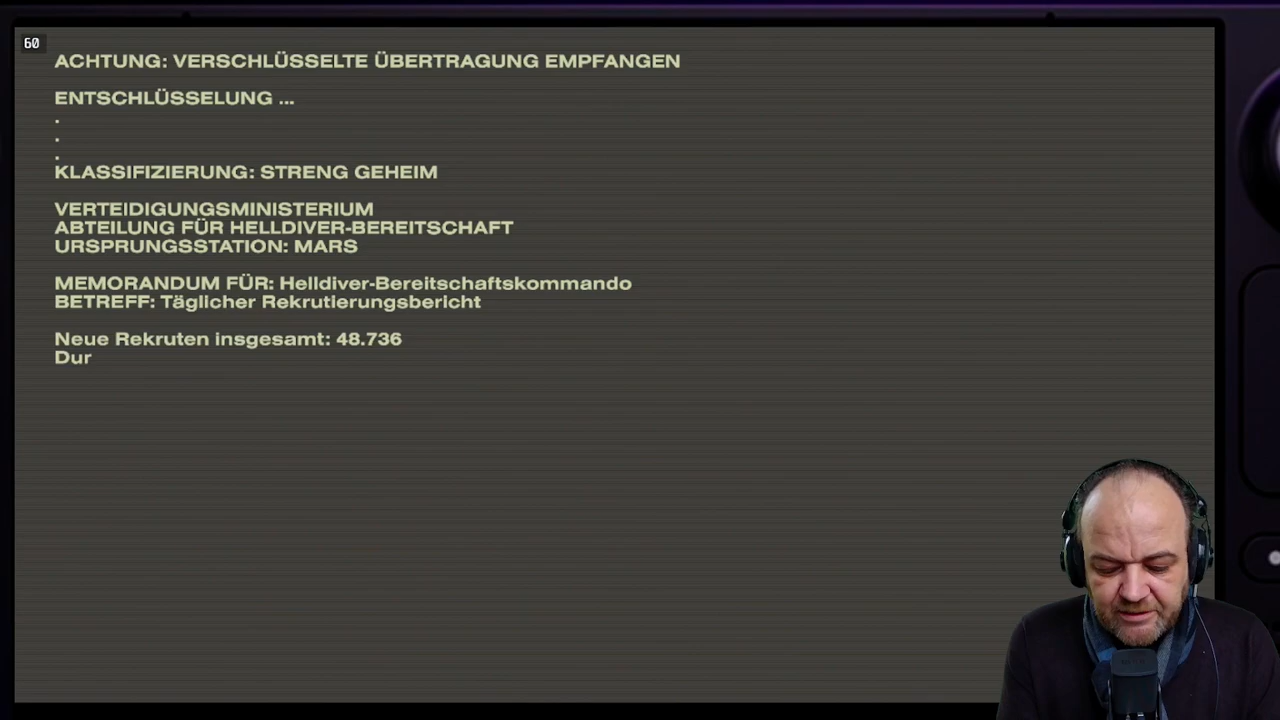 60
ACHTUNG: VERSCHLÜSSELTE ÜBERTRAGUNG EMPFANGEN
ENTSCHLÜSSELUNG ...
.
.
.
KLASSIFIZIERUNG: STRENG GEHEIM
VERTEIDIGUNGSMINISTERIUM
ABTEILUNG FÜR HELLDIVER-BEREITSCHAFT
URSPRUNGSSTATION: MARS
MEMORANDUM FÜR: Helldiver-Bereitschaftskommando
BETREFF: Täglicher Rekrutierungsbericht
Neue Rekruten insgesamt: 48.736
Dur